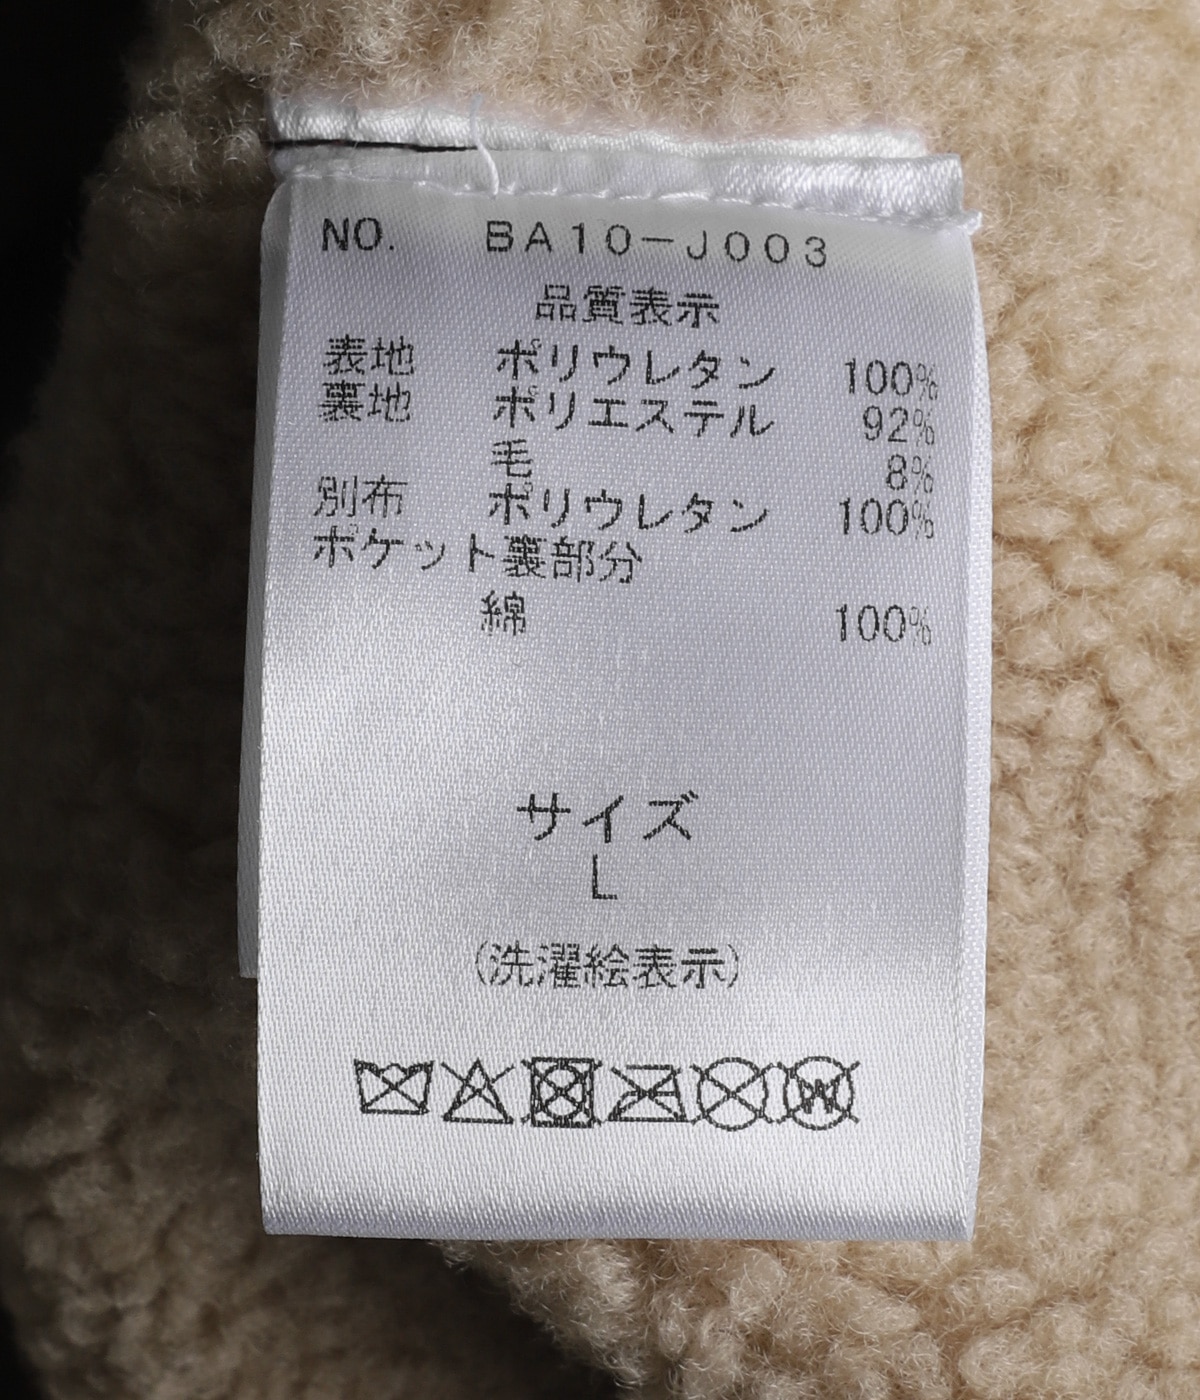 NO. BA10-J003
品質表示
表地 ポリウレタン 100%
裏地 ポリエステル 92%
毛 8%
別布 ポリウレタン 100%
ポケット裏部分
綿 100%
サイズ
L
(洗濯絵表示)
W